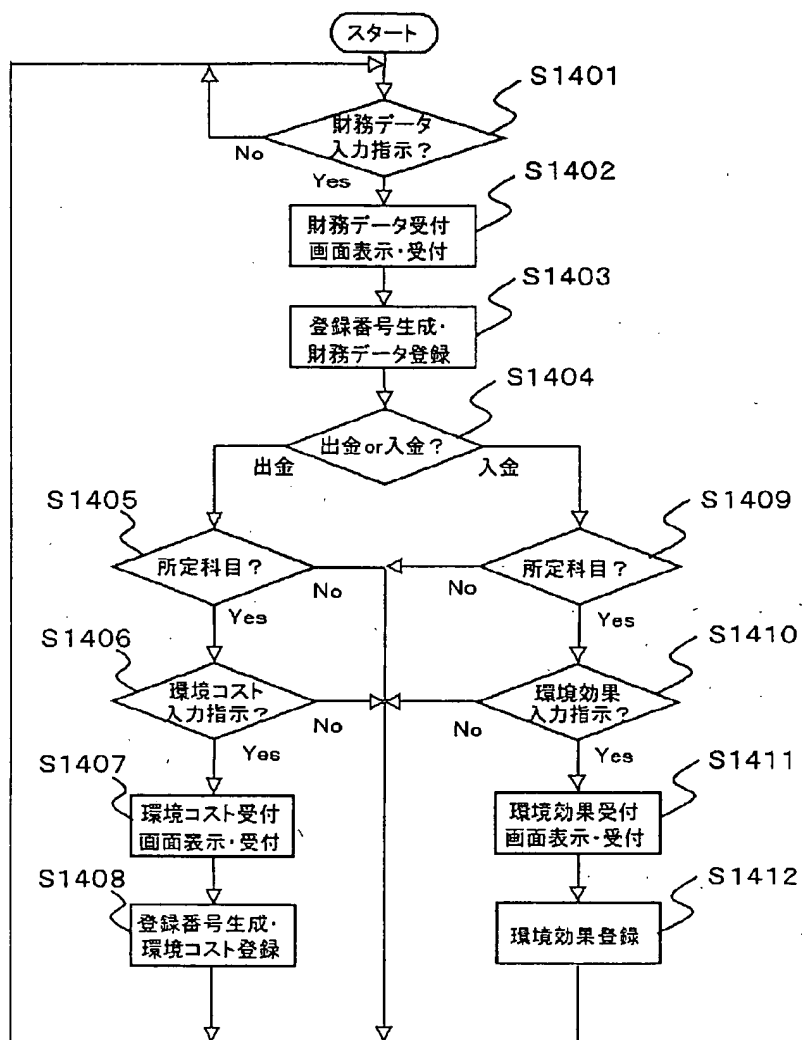 スタート
S1401
財務データ
入力指示？
No
Yes
S1402
財務データ受付
画面表示・受付
S1403
登録番号生成・
財務データ登録
S1404
出金or入金？
出金
入金
S1405
所定科目？
No
Yes
S1409
所定科目？
No
Yes
S1406
環境コスト
入力指示？
No
Yes
S1410
環境効果
入力指示？
No
Yes
S1407
環境コスト受付
画面表示・受付
S1411
環境効果受付
画面表示・受付
S1408
登録番号生成・
環境コスト登録
S1412
環境効果登録